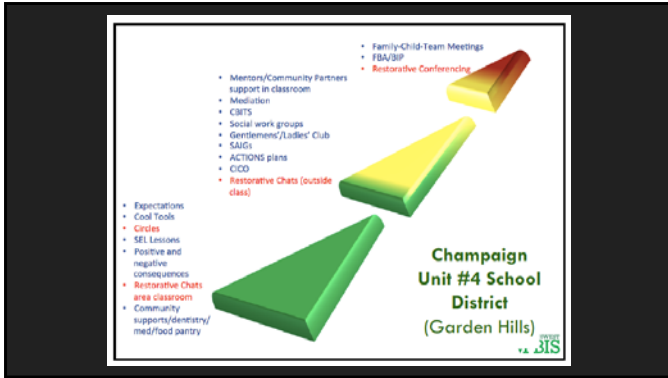 • Family-Child-Team Meetings
• FBA/BIP
• Restorative Conferencing
• Mentors/Community Partners
support in classroom
• Mediation
• CBITS
• Social work groups
• Gentlemens'/Ladies' Club
• SAIGs
• ACTIONS plans
• CICO
• Restorative Chats (outside
class)
• Expectations
• Cool Tools
• Circles
• SEL Lessons
• Positive and
negative
consequences
• Restorative Chats
area classroom
• Community
supports/dentistry/
med/food pantry
Champaign
Unit #4 School
District
(Garden Hills)
BIS